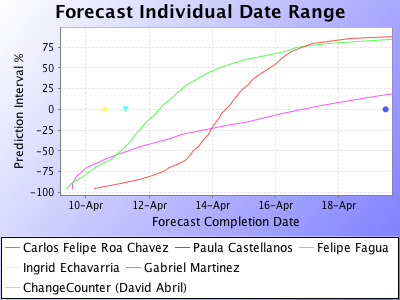 Forecast Individual Date Range
Prediction Interval %
75
50
25
0
-25
-50
-75
-100
10-Apr 12-Apr 14-Apr 16-Apr 18-Apr
Forecast Completion Date
Carlos Felipe Roa Chavez Paula Castellanos Felipe Fagua
Ingrid Echavarria Gabriel Martinez
ChangeCounter (David Abril)